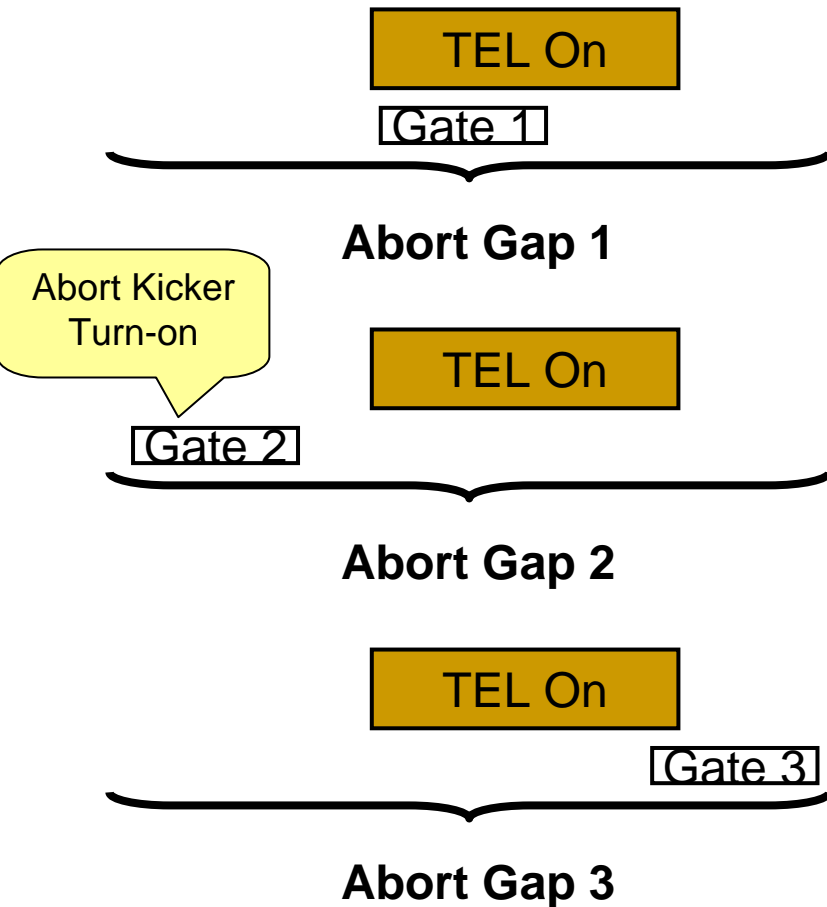 TEL On
Gate 1
Abort Gap 1
Abort Kicker
Turn-on
TEL On
Gate 2
Abort Gap 2
TEL On
Gate 3
Abort Gap 3